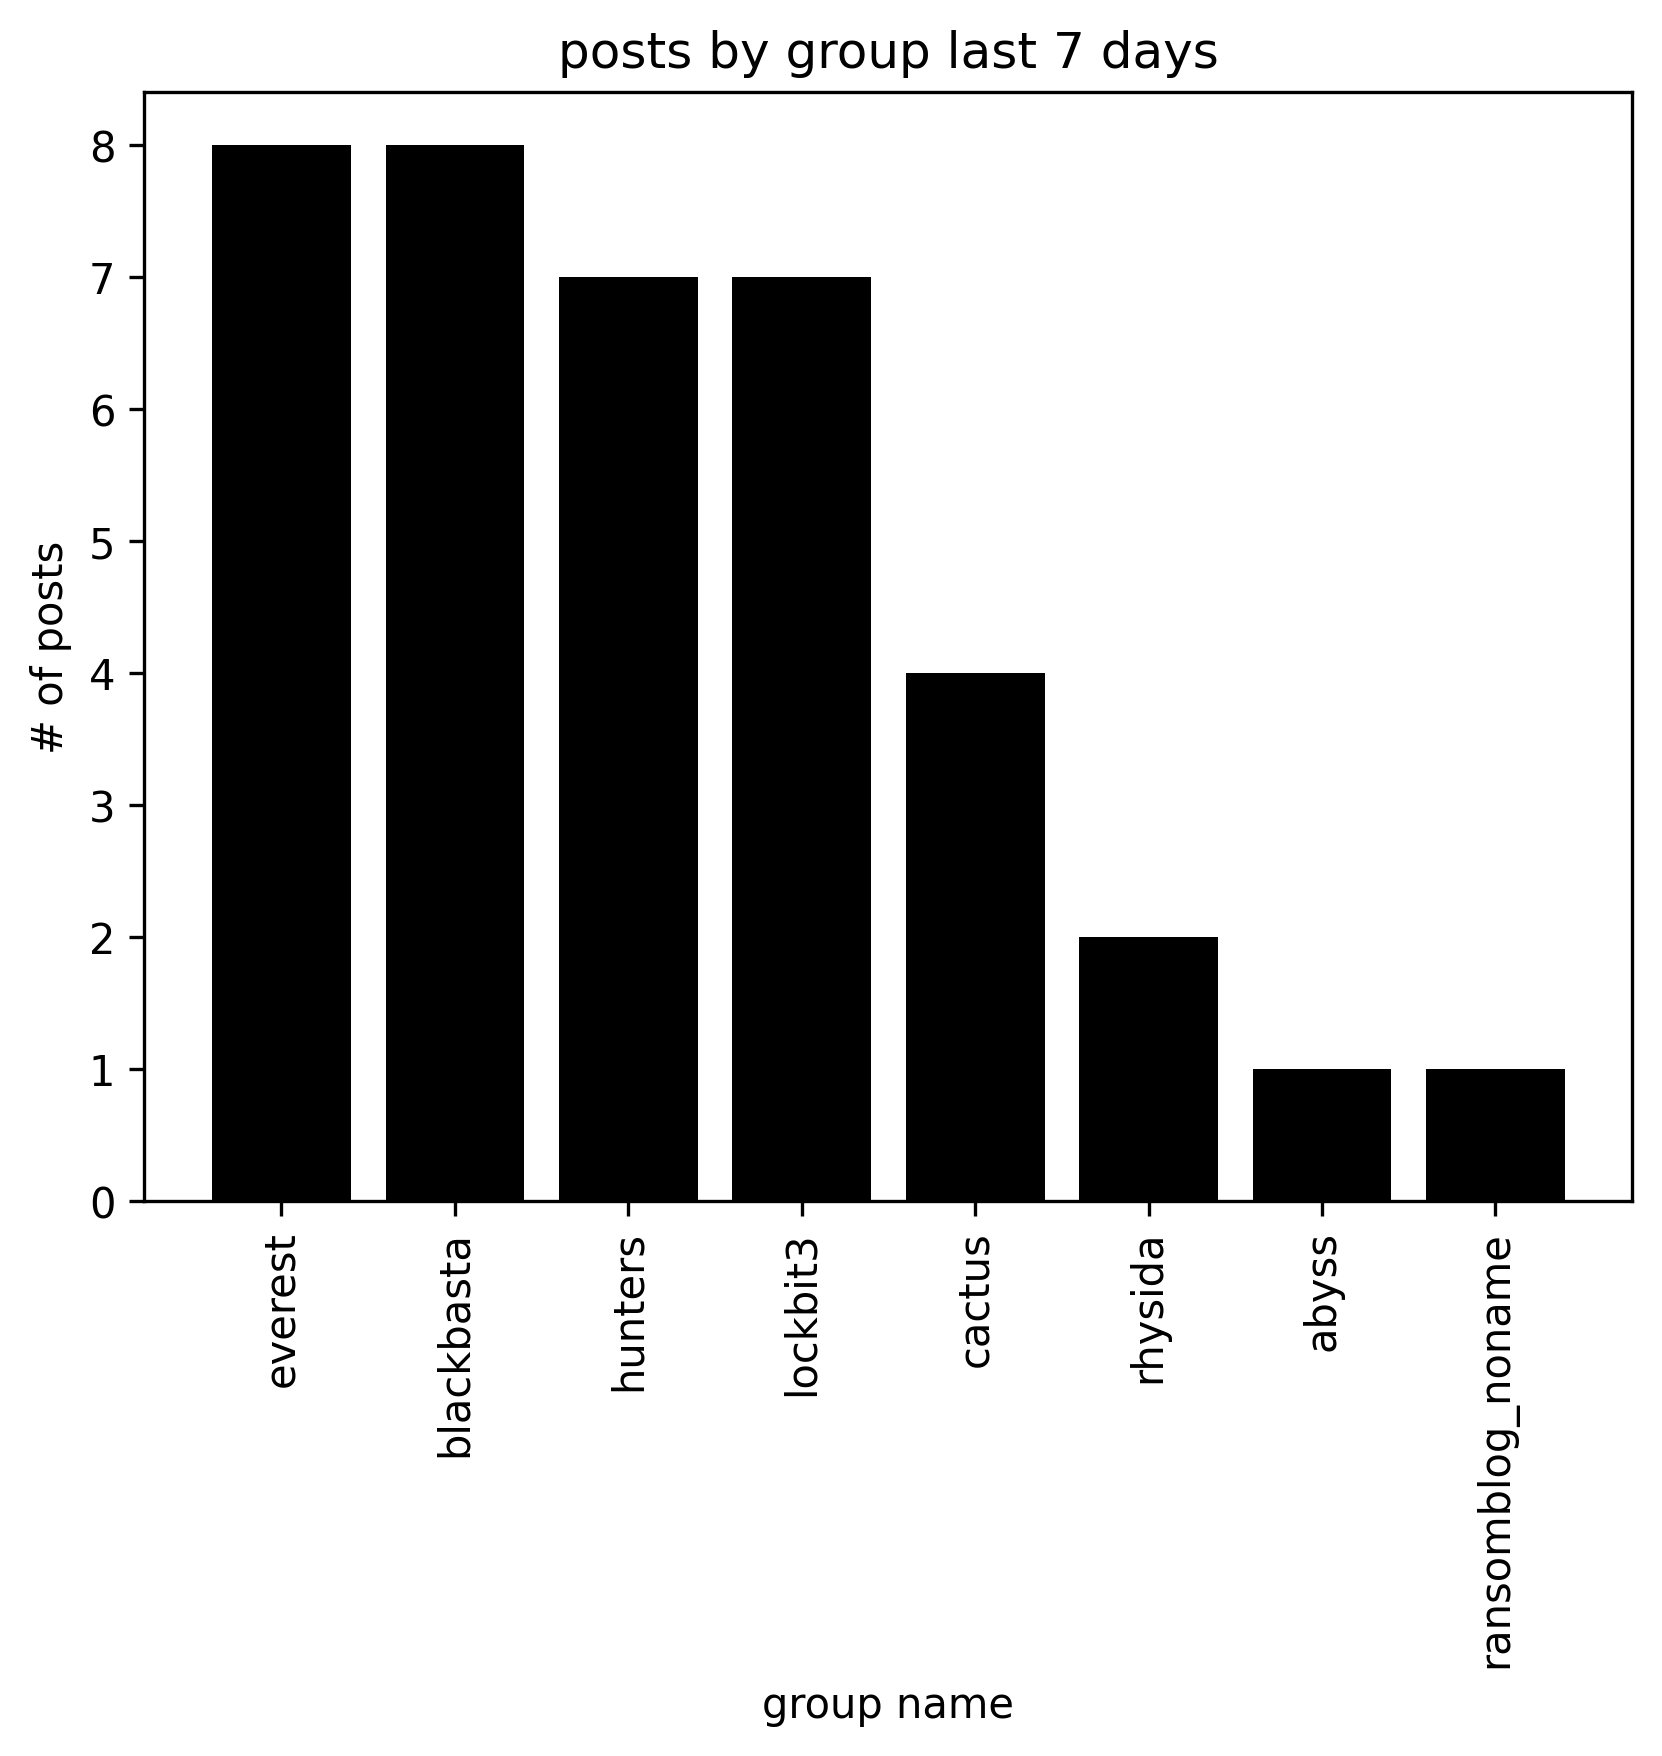 posts by group last 7 days
# of posts
8
7
6
5
4
3
2
1
0
everest
blackbasta
hunters
lockbit3
cactus
rhysida
abyss
ransomblog_noname
group name